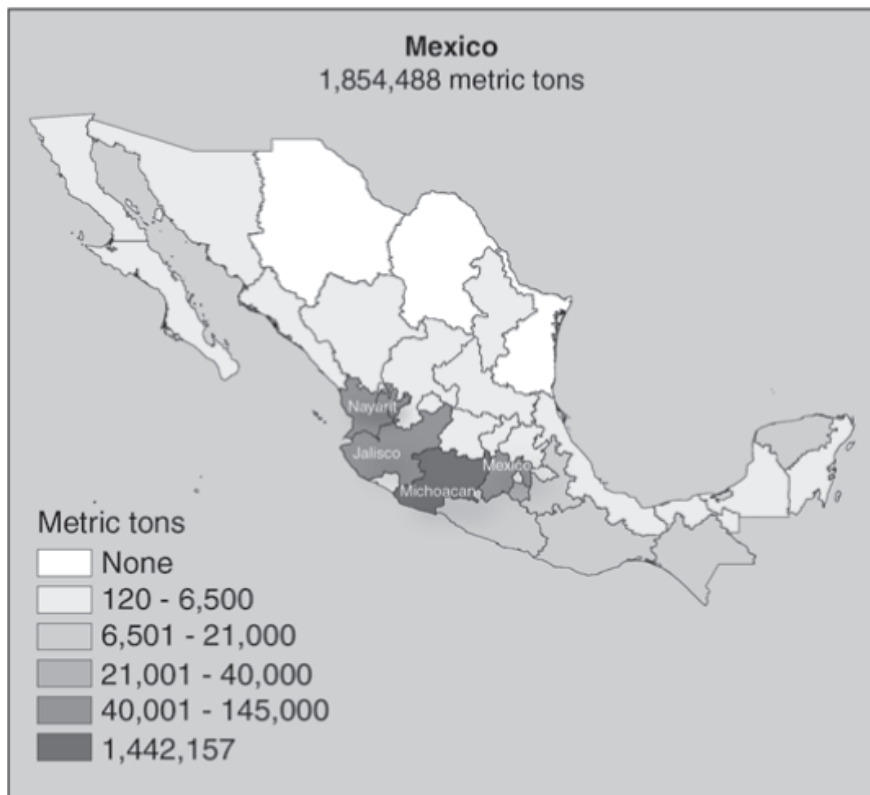 Mexico
1,854,488 metric tons
Nayarit
Jalisco
Mexico
Michoacan
Metric tons
None
120 - 6,500
6,501 - 21,000
21,001 - 40,000
40,001 - 145,000
1,442,157